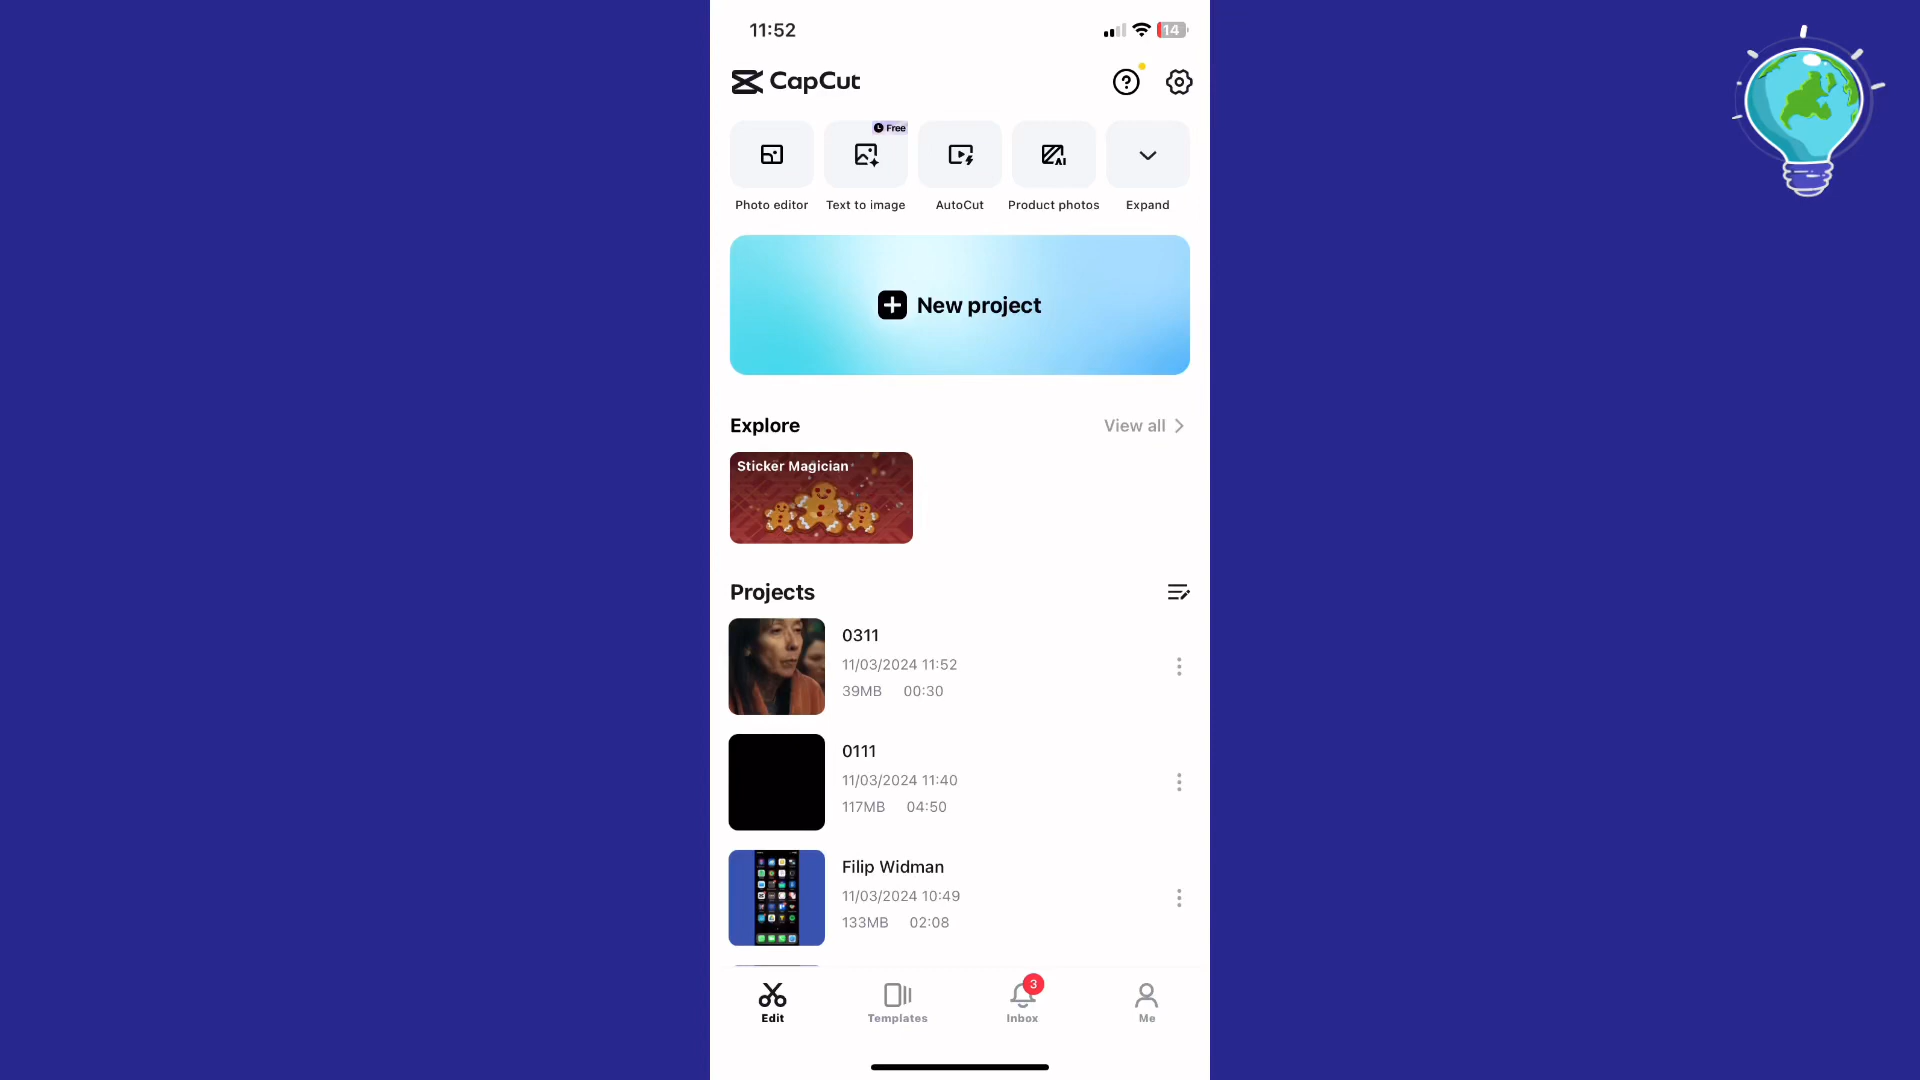 11:52
14
CapCut
Free
Photo editor
Text to image
AI
AutoCut
Product photos
Expand
New project
Explore
View all
Sticker Magician
Projects
0311
11/03/2024 11:52
39MB 00:30
0111
11/03/2024 11:40
117MB 04:50
Filip Widman
11/03/2024 10:49
133MB 02:08
3
Edit
Templates
Inbox
Me